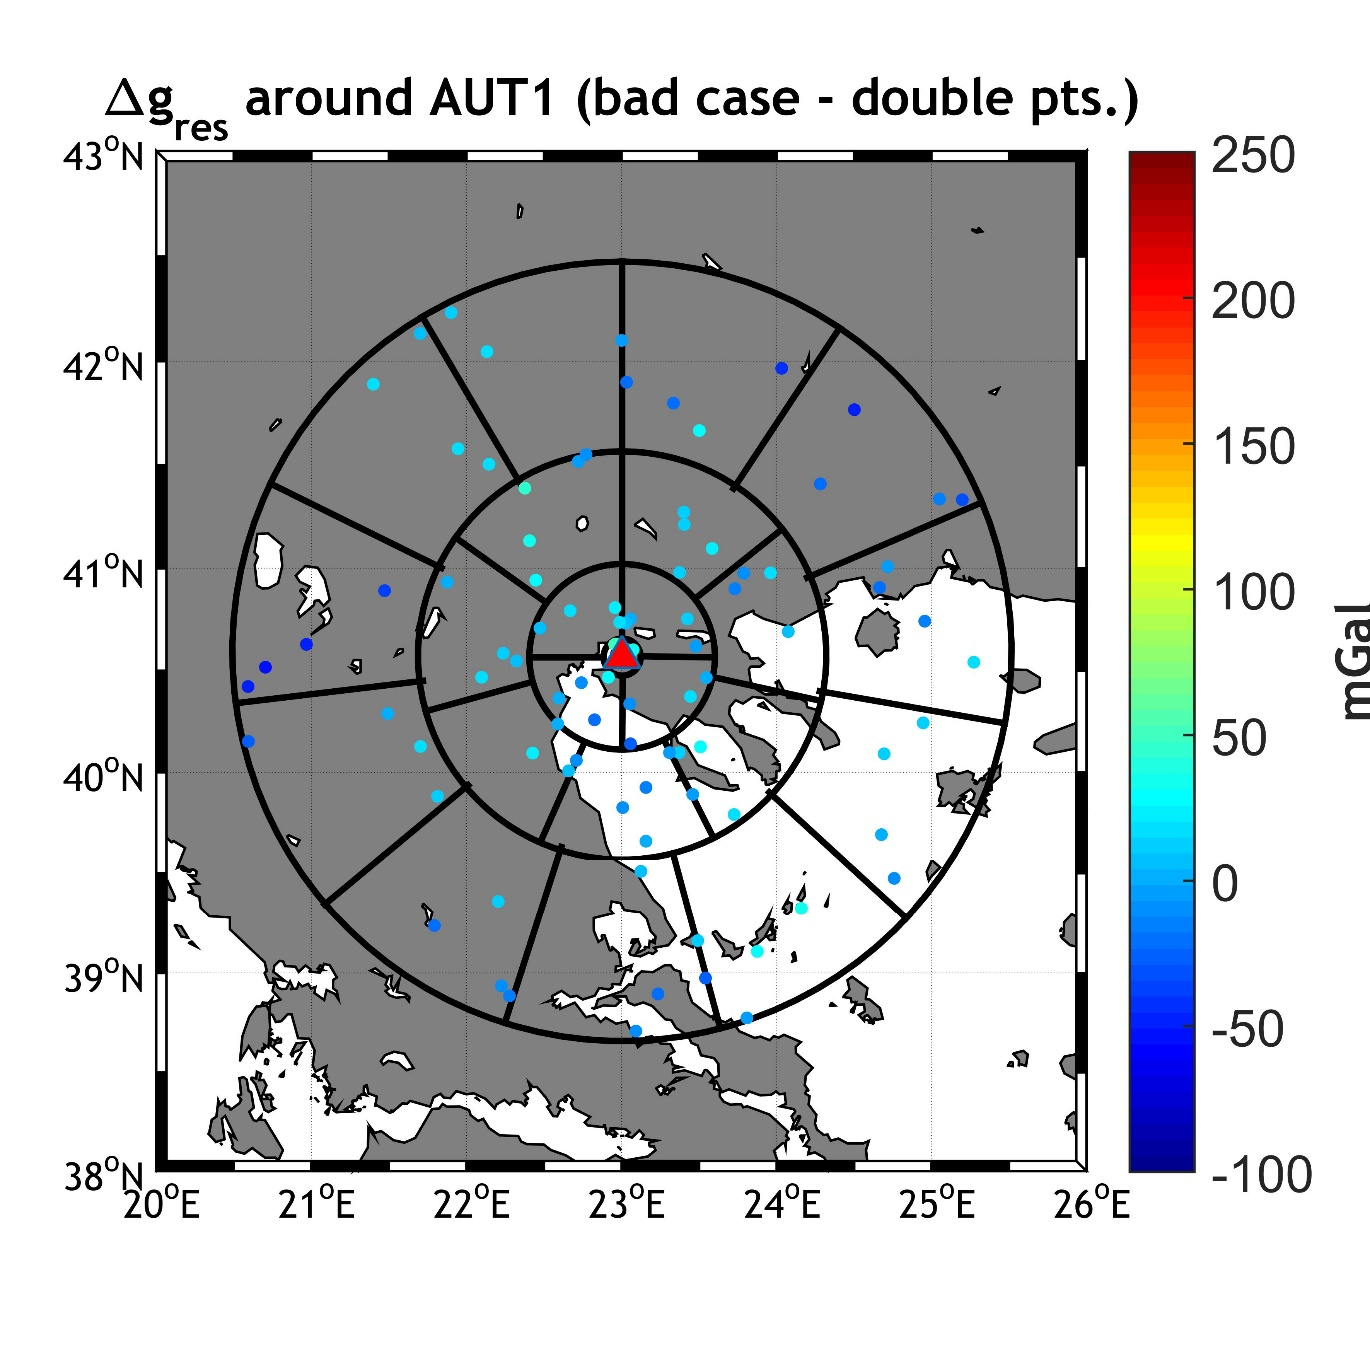 Δg_res around AUT1 (bad case - double pts.)
43°N
42°N
41°N
40°N
39°N
38°N
20°E 21°E 22°E 23°E 24°E 25°E 26°E
250
200
150
100
50
0
-50
-100
mGal